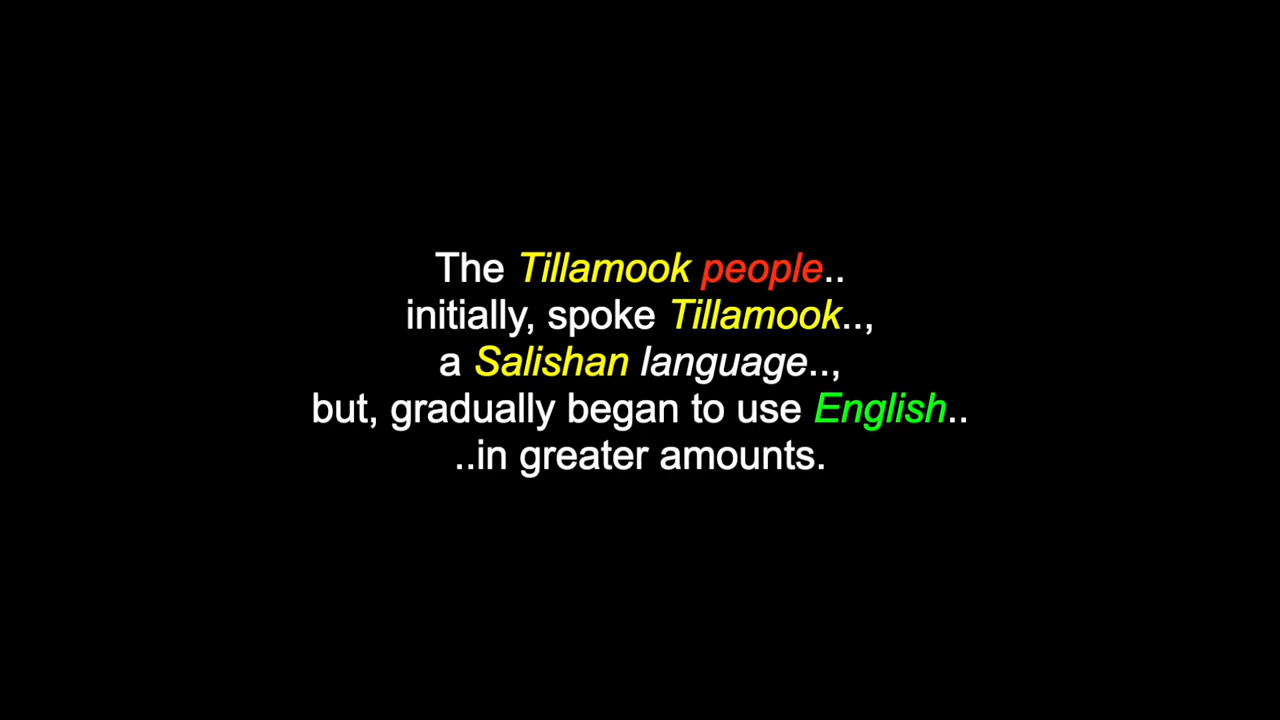 The Tillamook people..
initially, spoke Tillamook..,
a Salishan language..,
but, gradually began to use English..
..in greater amounts.